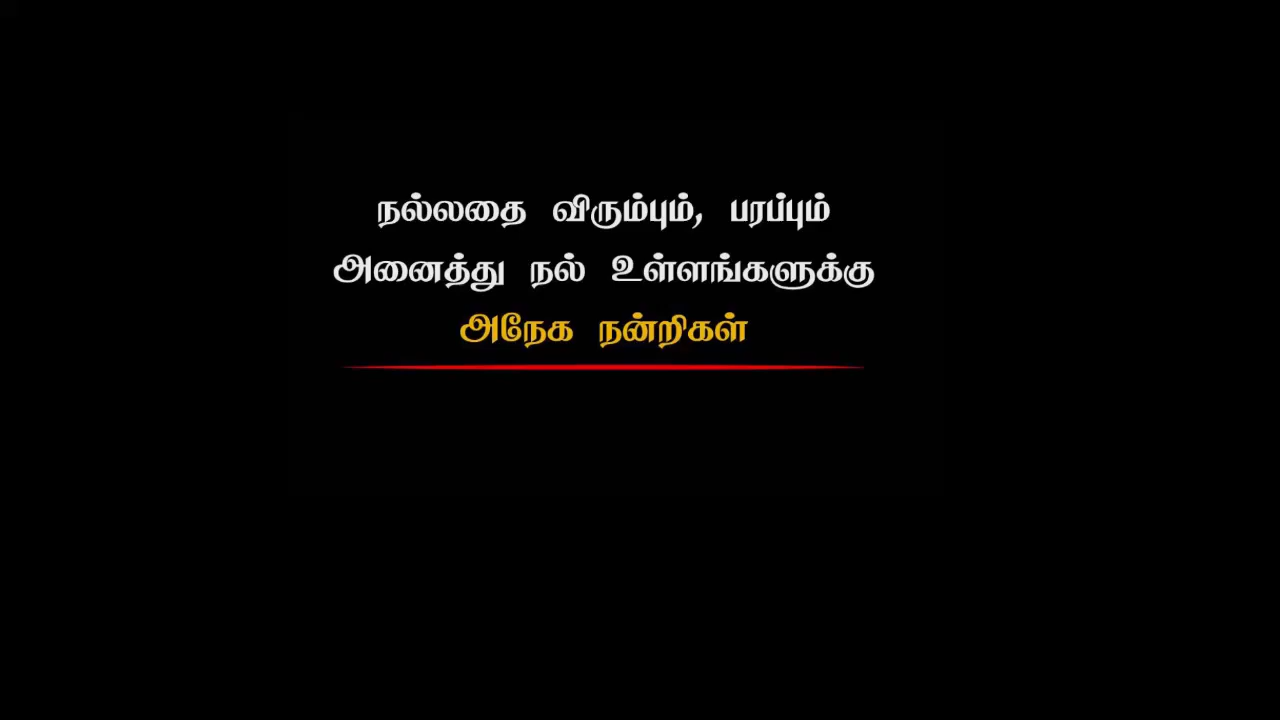 நல்லதை விரும்பும், பரப்பும்
அனைத்து நல் உள்ளங்களுக்கு
அநேக நன்றிகள்